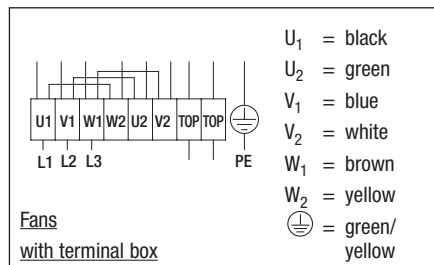 U1 V1 W1 W2 U2 V2 TOP TOP
L1 L2 L3 PE
Fans
with terminal box
U₁ = black
U₂ = green
V₁ = blue
V₂ = white
W₁ = brown
W₂ = yellow
= green/
yellow